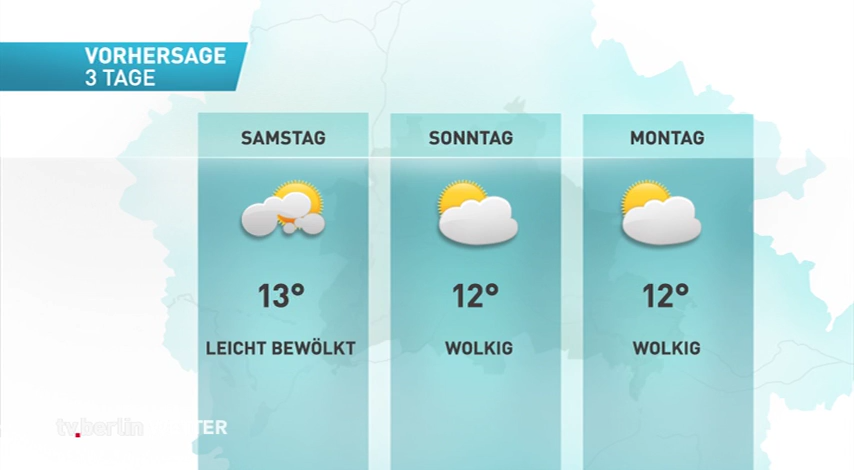 VORHERSAGE
3 TAGE
SAMSTAG
SONNTAG
MONTAG
13°
12°
12°
LEICHT BEWÖLKT
WOLKIG
WOLKIG
tv.berlin